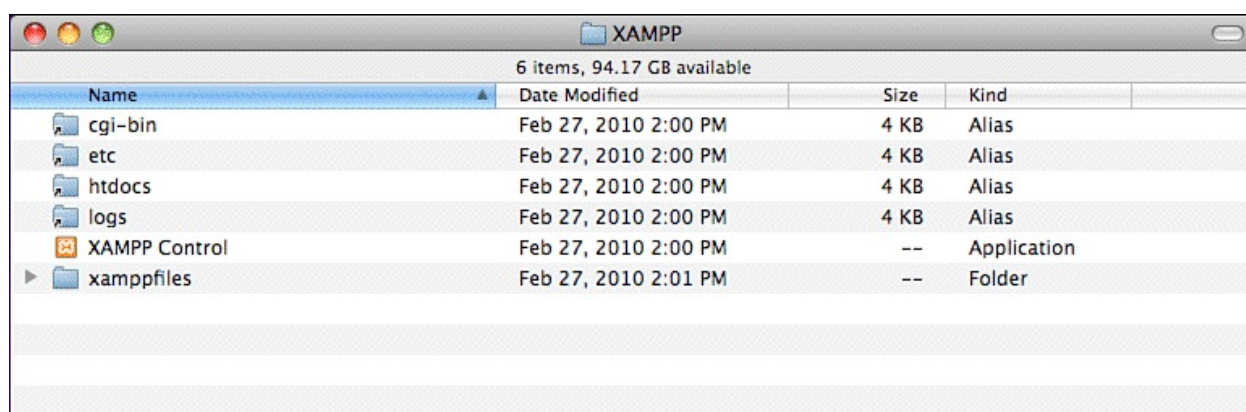 XAMPP
6 items, 94.17 GB available
Name Date Modified Size Kind
cgi-bin Feb 27, 2010 2:00 PM 4 KB Alias
etc Feb 27, 2010 2:00 PM 4 KB Alias
htdocs Feb 27, 2010 2:00 PM 4 KB Alias
logs Feb 27, 2010 2:00 PM 4 KB Alias
XAMPP Control Feb 27, 2010 2:00 PM -- Application
xamppfiles Feb 27, 2010 2:01 PM -- Folder